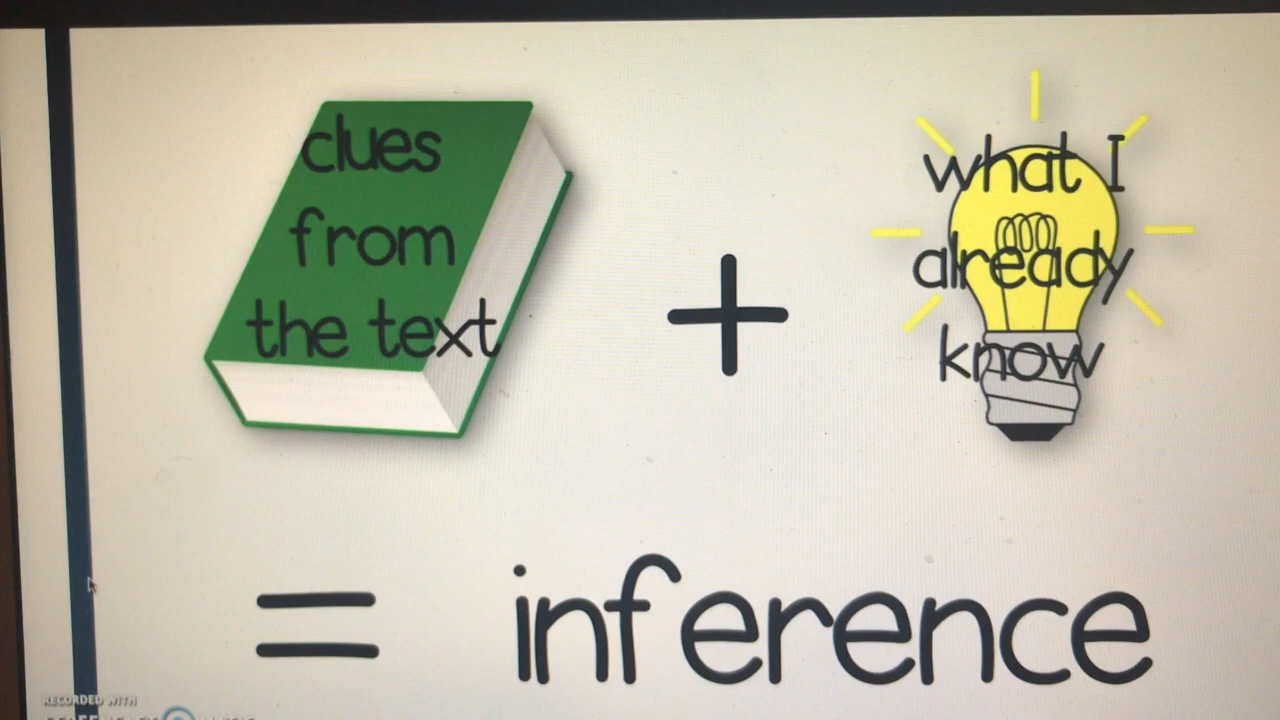 clues
from
the text
+
what I
already
know
= inference
RECORDED WITH